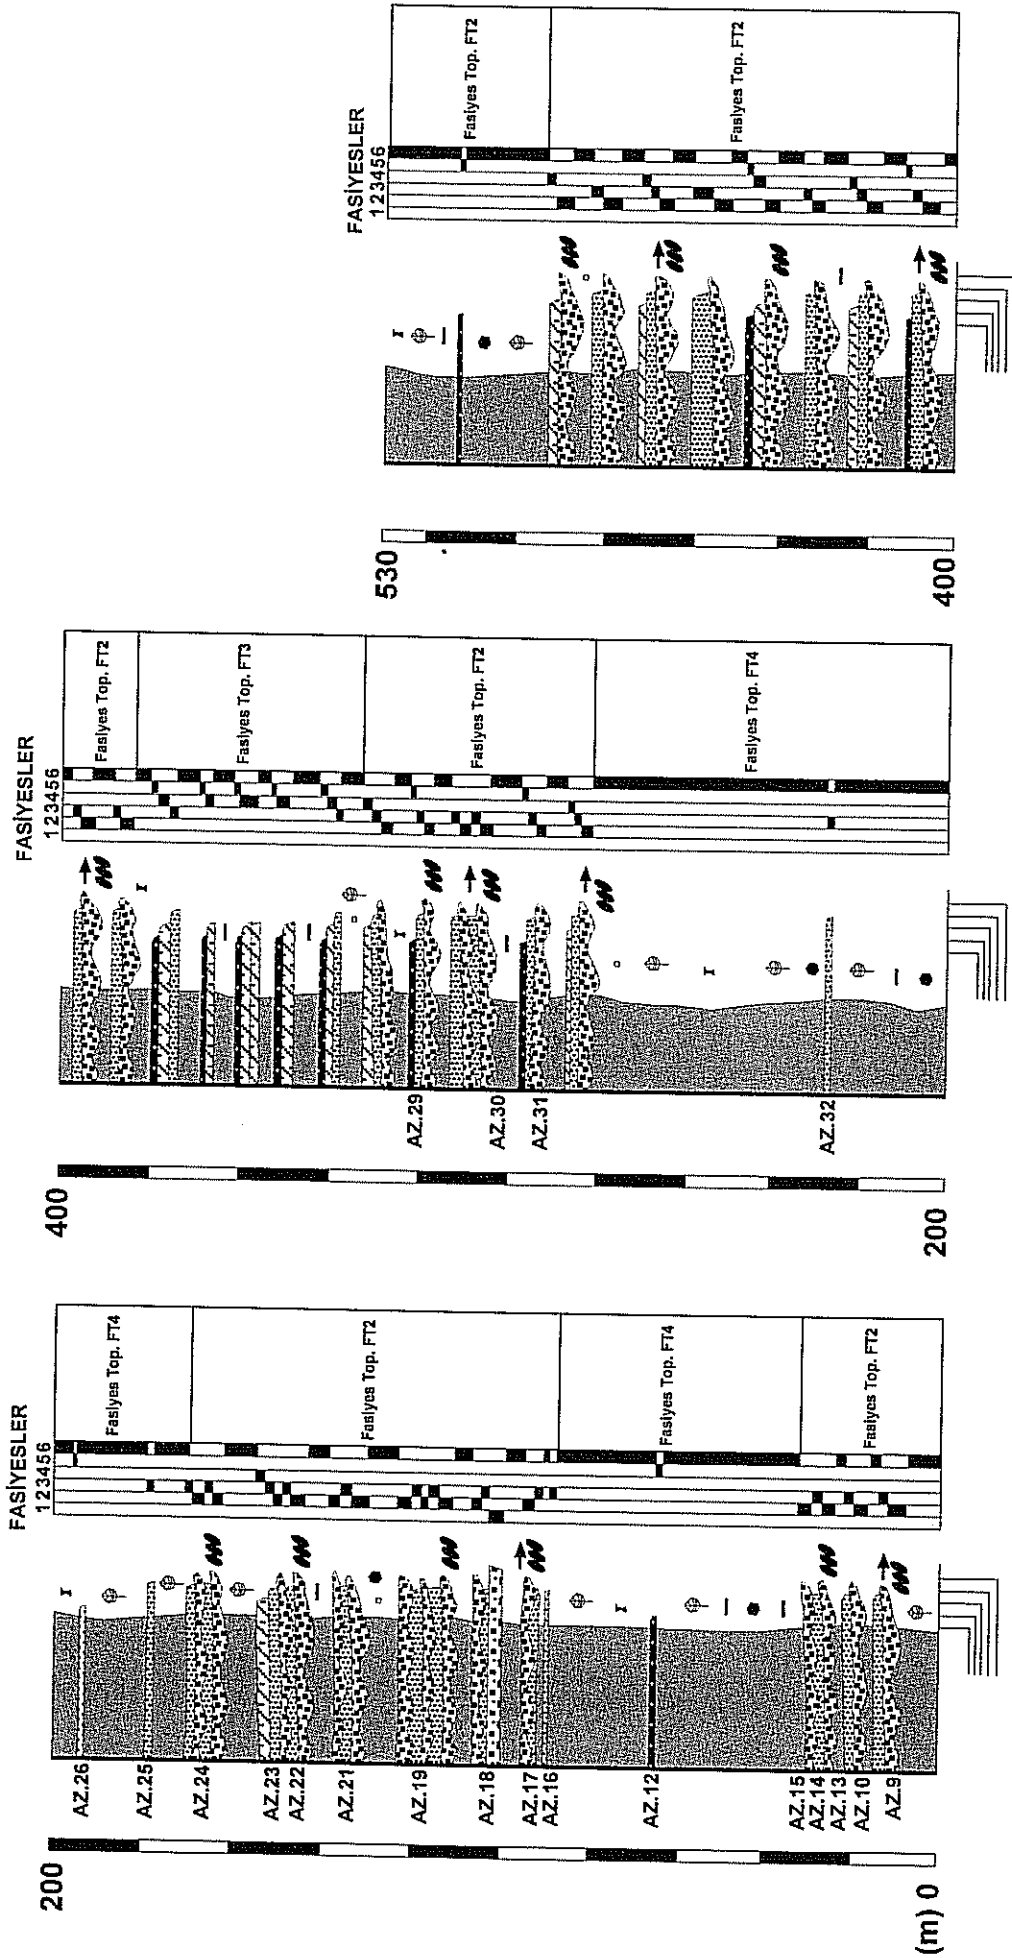 FASİYESLER
123456
Fasiyes Top. FT2
Fasiyes Top. FT2
530
400
FASİYESLER
123456
Fasiyes Top. FT2
Fasiyes Top. FT3
Fasiyes Top. FT2
Fasiyes Top. FT4
AZ.29
AZ.30
AZ.31
AZ.32
400
200
FASİYESLER
123456
Fasiyes Top. FT4
Fasiyes Top. FT2
Fasiyes Top. FT4
Fasiyes Top. FT2
AZ.26
AZ.25
AZ.24
AZ.23
AZ.22
AZ.21
AZ.19
AZ.18
AZ.17
AZ.16
AZ.12
AZ.15
AZ.14
AZ.13
AZ.10
AZ.9
200
(m) 0